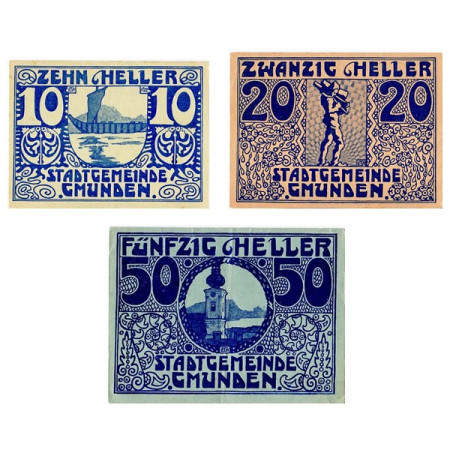 ZEHN HELLER
10 10
STADTGEMEINDE
GMUNDEN.
ZWANZIG HELLER
20 20
STADTGEMEINDE
GMUNDEN.
FÜNFZIG HELLER
50 50
STADTGEMEINDE
GMUNDEN.